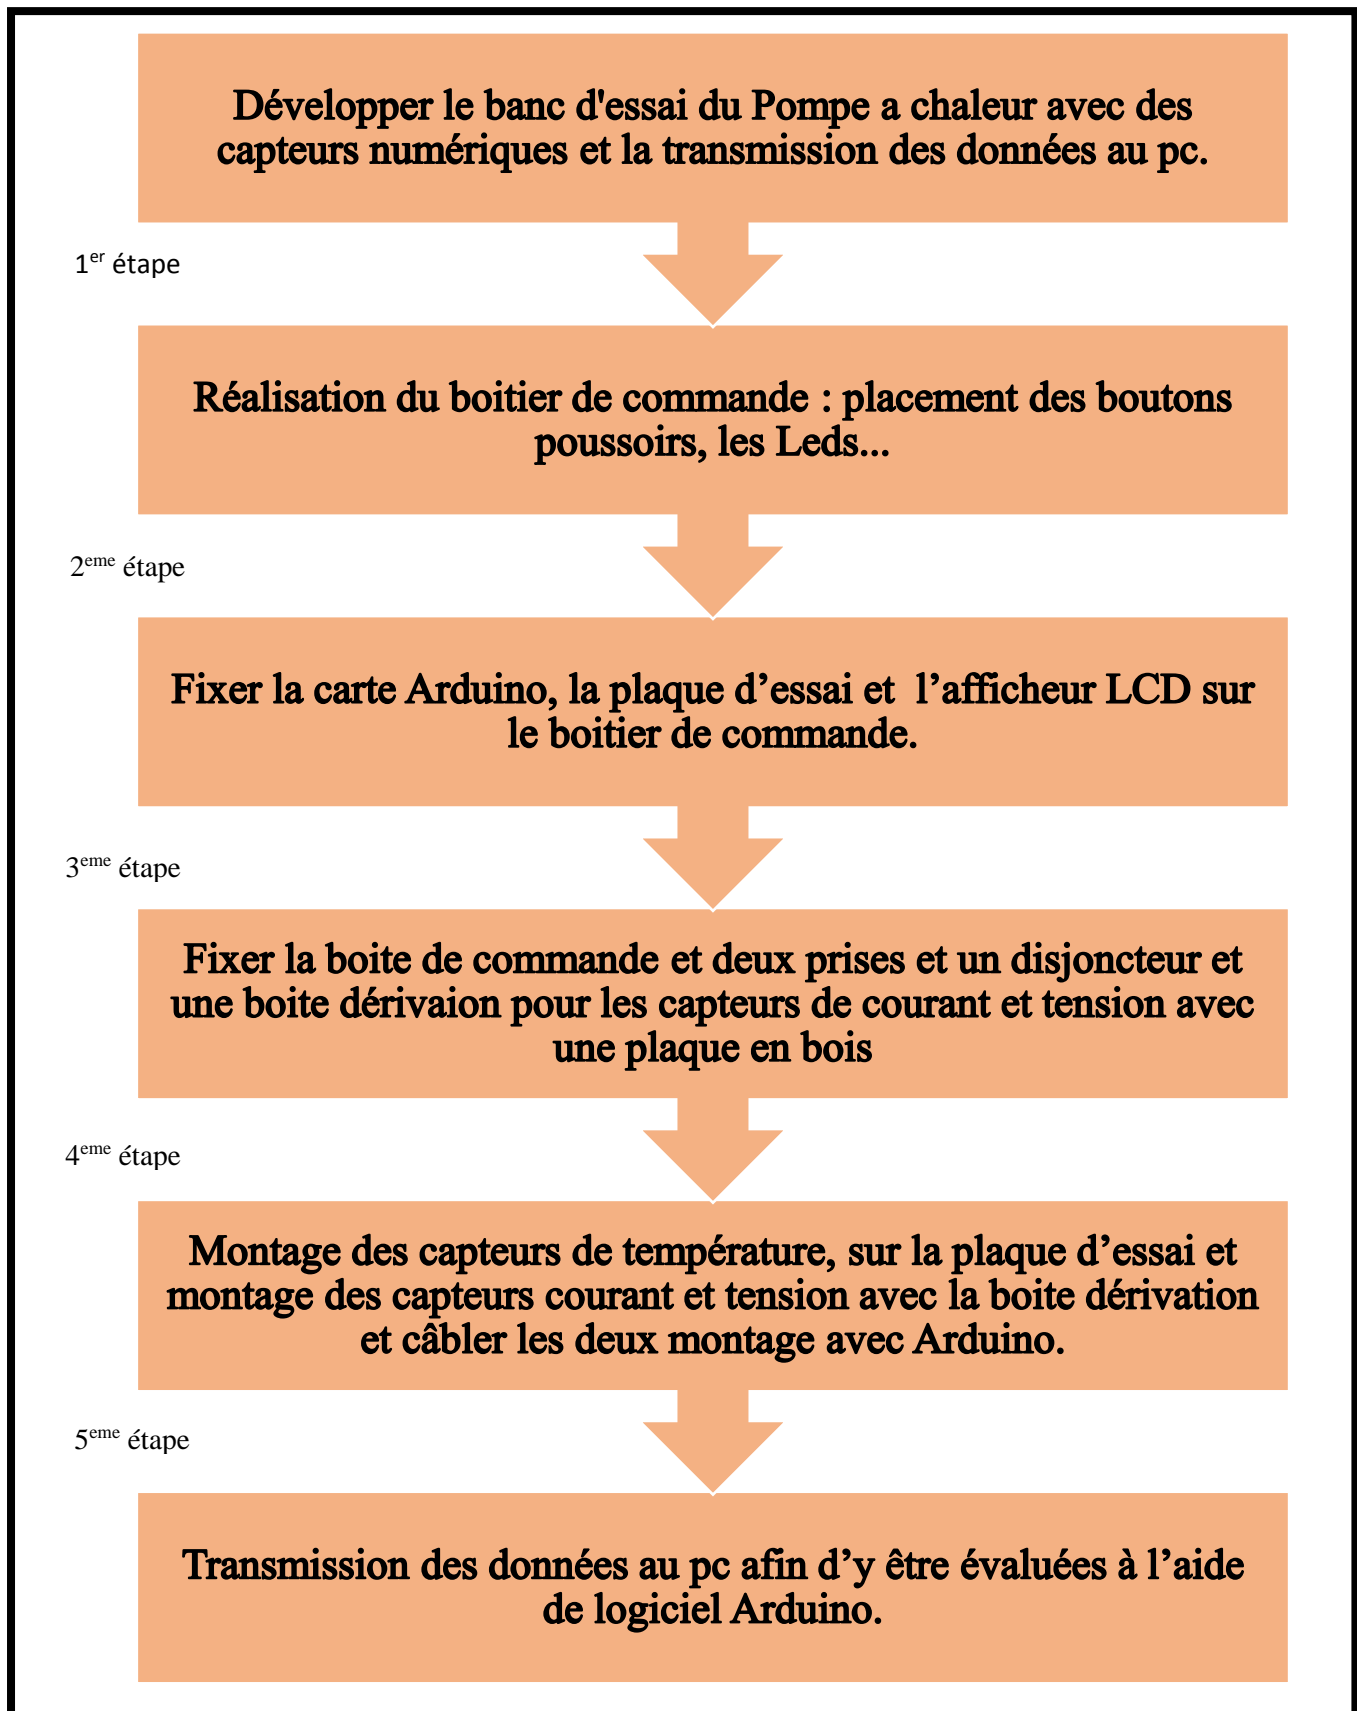 Développer le banc d'essai du Pompe a chaleur avec des
capteurs numériques et la transmission des données au pc.
1er étape
Réalisation du boitier de commande : placement des boutons
poussoirs, les Leds...
2eme étape
Fixer la carte Arduino, la plaque d’essai et l’afficheur LCD sur
le boitier de commande.
3eme étape
Fixer la boite de commande et deux prises et un disjoncteur et
une boite dérivaion pour les capteurs de courant et tension avec
une plaque en bois
4eme étape
Montage des capteurs de température, sur la plaque d’essai et
montage des capteurs courant et tension avec la boite dérivation
et câbler les deux montage avec Arduino.
5eme étape
Transmission des données au pc afin d’y être évaluées à l’aide
de logiciel Arduino.